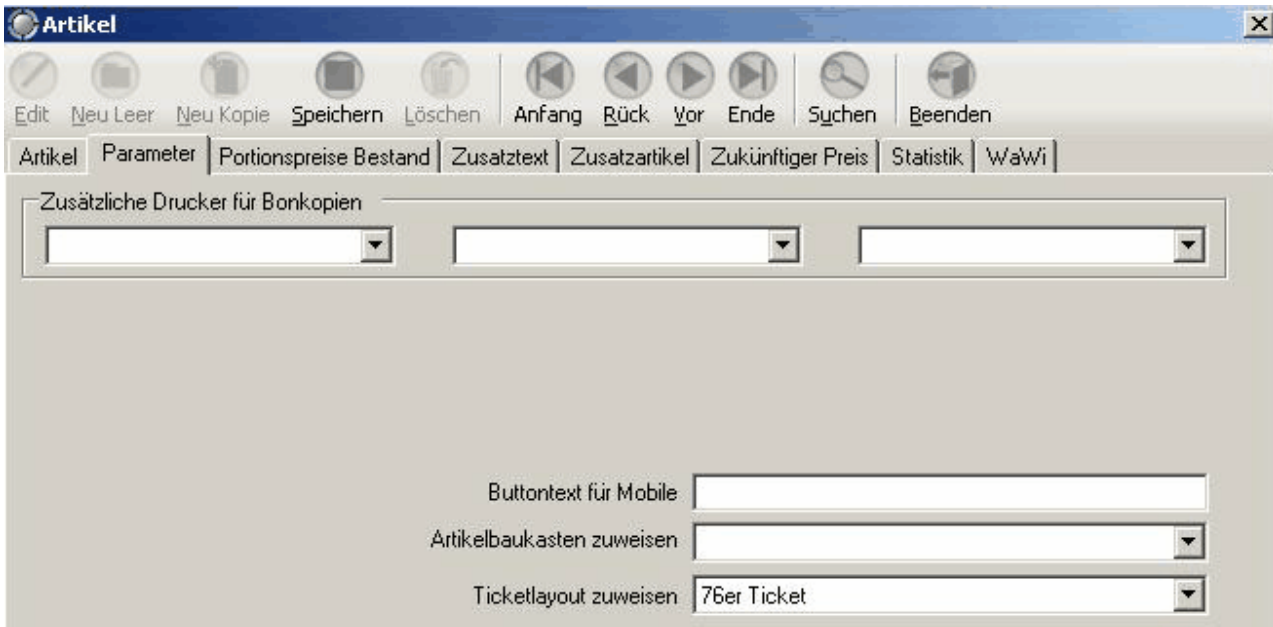 Artikel
Edit Neu Leer Neu Kopie Speichern Löschen Anfang Rück Vor Ende Suchen Beenden
Artikel Parameter Portionspreise Bestand Zusatztext Zusatzartikel Zukünftiger Preis Statistik WaWi
Zusätzliche Drucker für Bonkopien
Buttontext für Mobile
Artikelbaukasten zuweisen
Ticketlayout zuweisen 76er Ticket